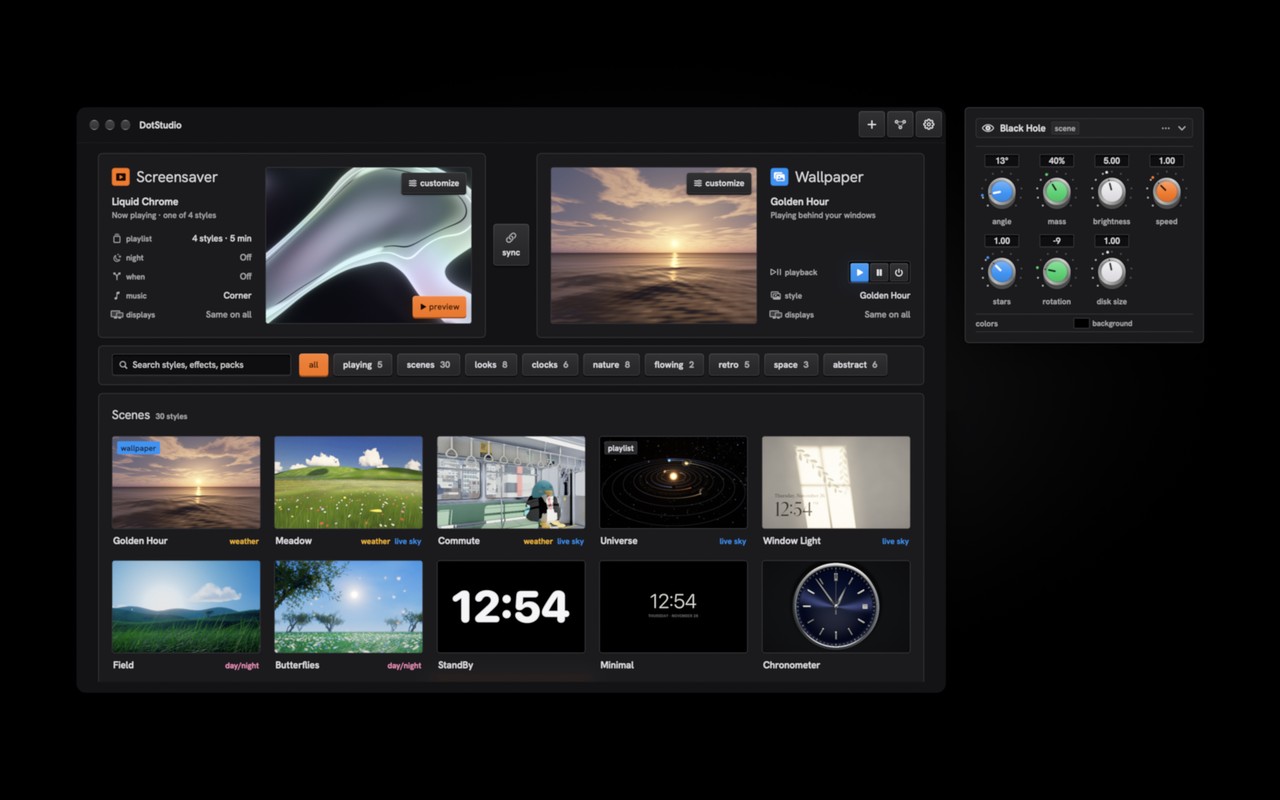 DotStudio
Screensaver
customize
Liquid Chrome
Now playing · one of 4 styles
playlist 4 styles · 5 min
night Off
when Off
music Corner
displays Same on all
preview
sync
customize
Wallpaper
Golden Hour
Playing behind your windows
playback
style Golden Hour
displays Same on all
Search styles, effects, packs
all
playing 5
scenes 30
looks 8
clocks 6
nature 8
flowing 2
retro 5
space 3
abstract 6
Scenes 30 styles
wallpaper
playlist
12:54
Golden Hour weather
Meadow weather live sky
Commute weather live sky
Universe live sky
Window Light live sky
12:54
12:54
Field day/night
Butterflies day/night
StandBy
Minimal
Chronometer
Black Hole scene
13° 40% 5.00 1.00
angle mass brightness speed
1.00 -9 1.00
stars rotation disk size
colors background